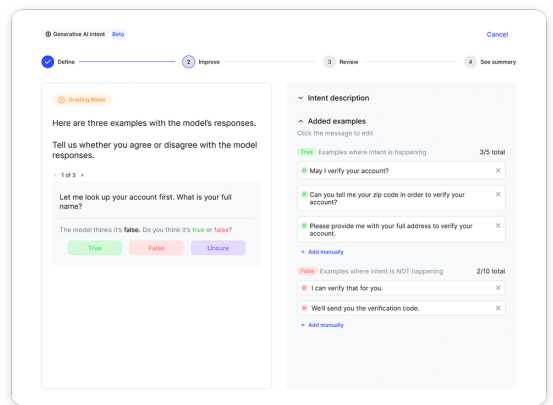 Generative AI Intent Beta
Cancel
Define
2 Improve
3 Review
4 See summary
Grading Mode
Here are three examples with the model's responses.
Tell us whether you agree or disagree with the model
responses.
1 of 3
Let me look up your account first. What is your full
name?
The model thinks it's false. Do you think it's true or false?
True
False
Unsure
Intent description
Added examples
Click the message to edit
True Examples where intent is happening 3/5 total
May I verify your account?
Can you tell me your zip code in order to verify your
account?
Please provide me with your full address to verify your
account.
+ Add manually
False Examples where intent is NOT happening 2/10 total
I can verify that for you.
We'll send you the verification code.
+ Add manually